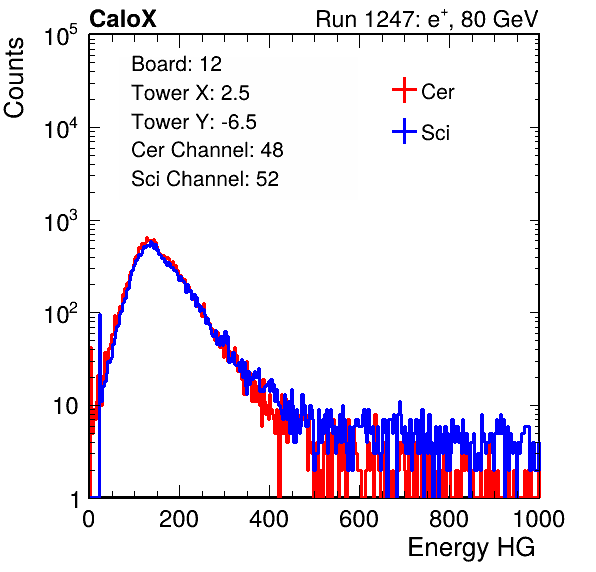 CaloX Run 1247: e⁺, 80 GeV
Counts
Board: 12
Tower X: 2.5
Tower Y: -6.5
Cer Channel: 48
Sci Channel: 52
Cer
Sci
10⁵
10⁴
10³
10²
10
1
0 200 400 600 800 1000
Energy HG